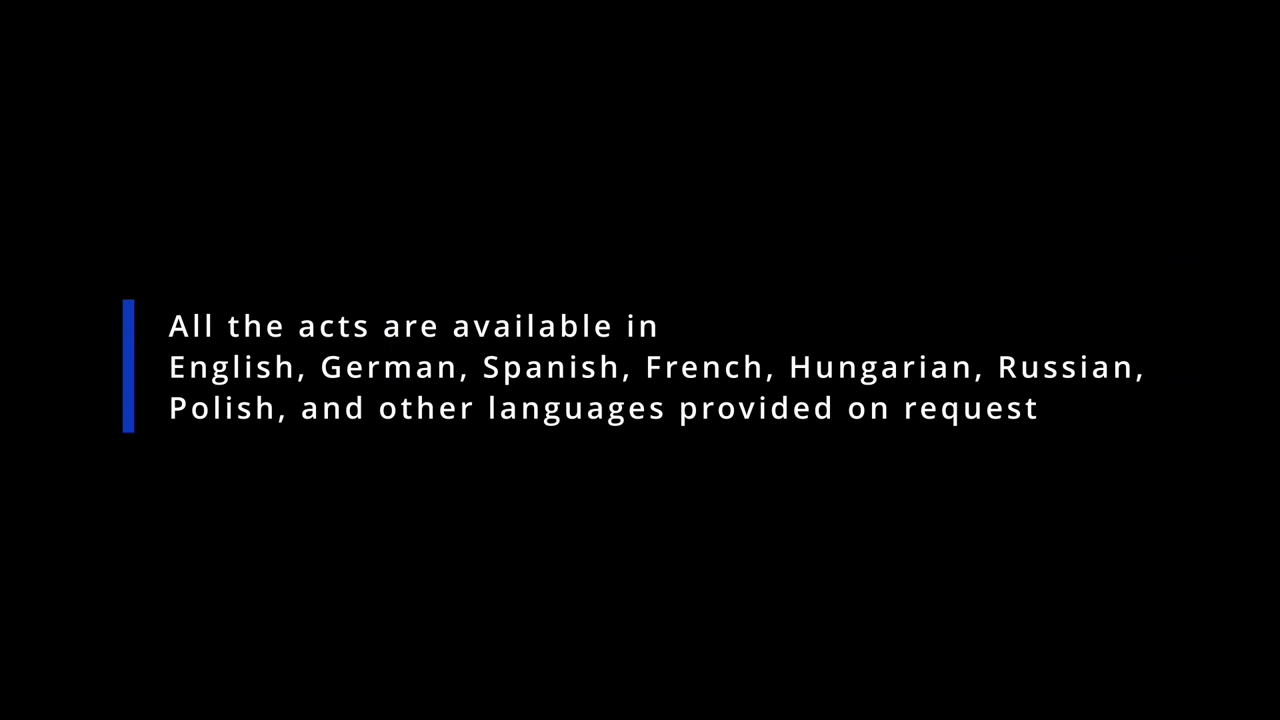 All the acts are available in
English, German, Spanish, French, Hungarian, Russian,
Polish, and other languages provided on request